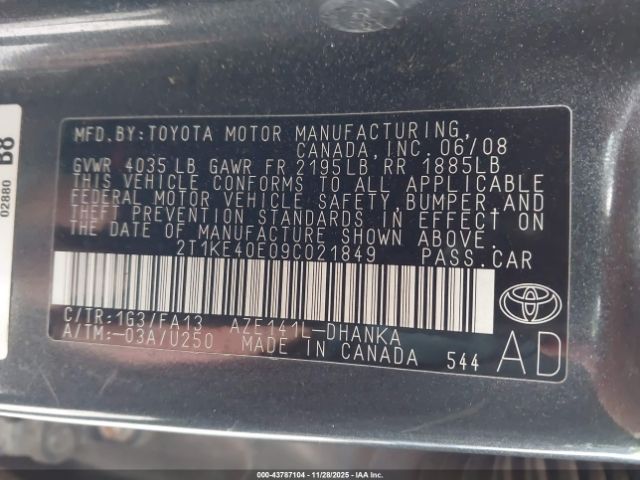 MFD.BY:TOYOTA MOTOR MANUFACTURING,
CANADA,INC.06/08
GVWR 4035LB GAWR FR 2195LB RR 1885LB
THIS VEHICLE CONFORMS TO ALL APPLICABLE
FEDERAL MOTOR VEHICLE SAFETY, BUMPER, AND
THEFT PREVENTION STANDARDS IN EFFECT ON
THE DATE OF MANUFACTURE SHOWN ABOVE.
2T1KE40E09C021849 PASS.CAR
C/TR:1G3/FA13 AZE141L-DHANKA
A/TM:-03A/U250 MADE IN CANADA 544
AD
B8
02880
000-43787104 | 11/28/2025 | IAA Inc.